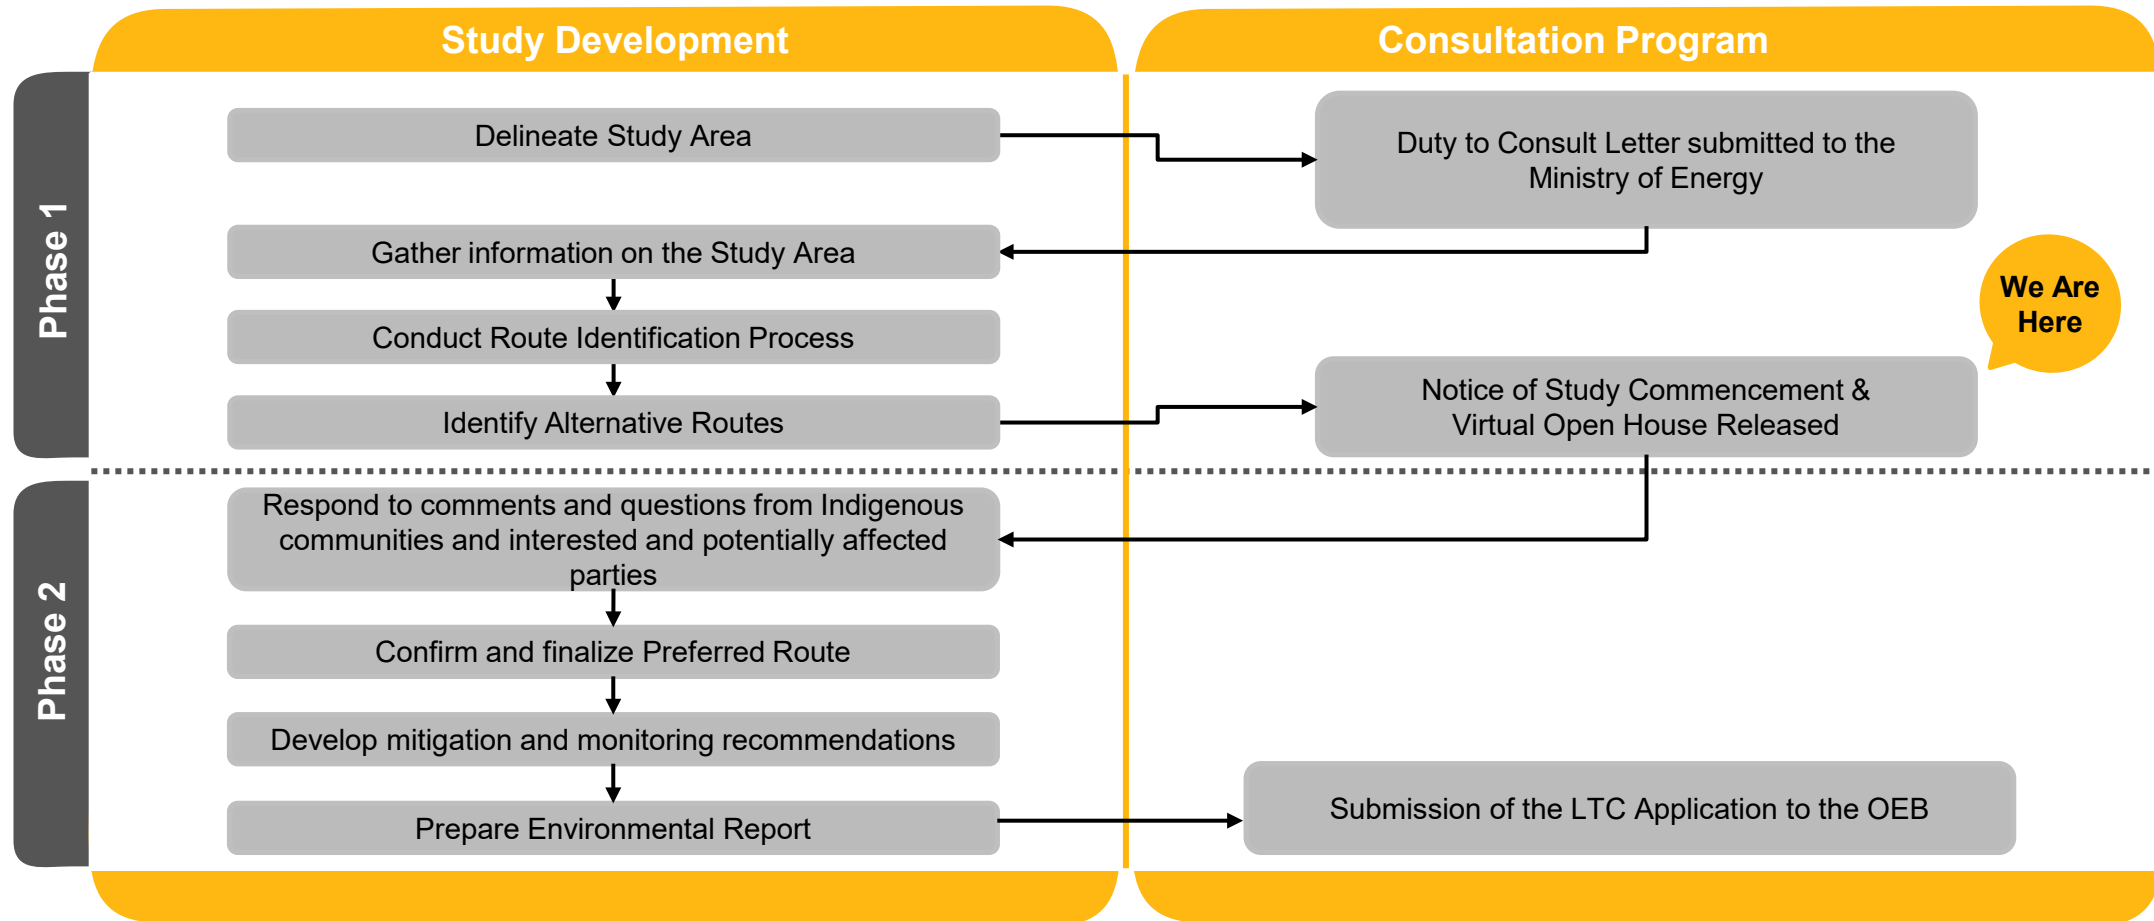 Study Development
Consultation Program
Phase 1
Delineate Study Area
Duty to Consult Letter submitted to the
Ministry of Energy
Gather information on the Study Area
Conduct Route Identification Process
Identify Alternative Routes
We Are
Here
Notice of Study Commencement &
Virtual Open House Released
Phase 2
Respond to comments and questions from Indigenous
communities and interested and potentially affected
parties
Confirm and finalize Preferred Route
Develop mitigation and monitoring recommendations
Prepare Environmental Report
Submission of the LTC Application to the OEB